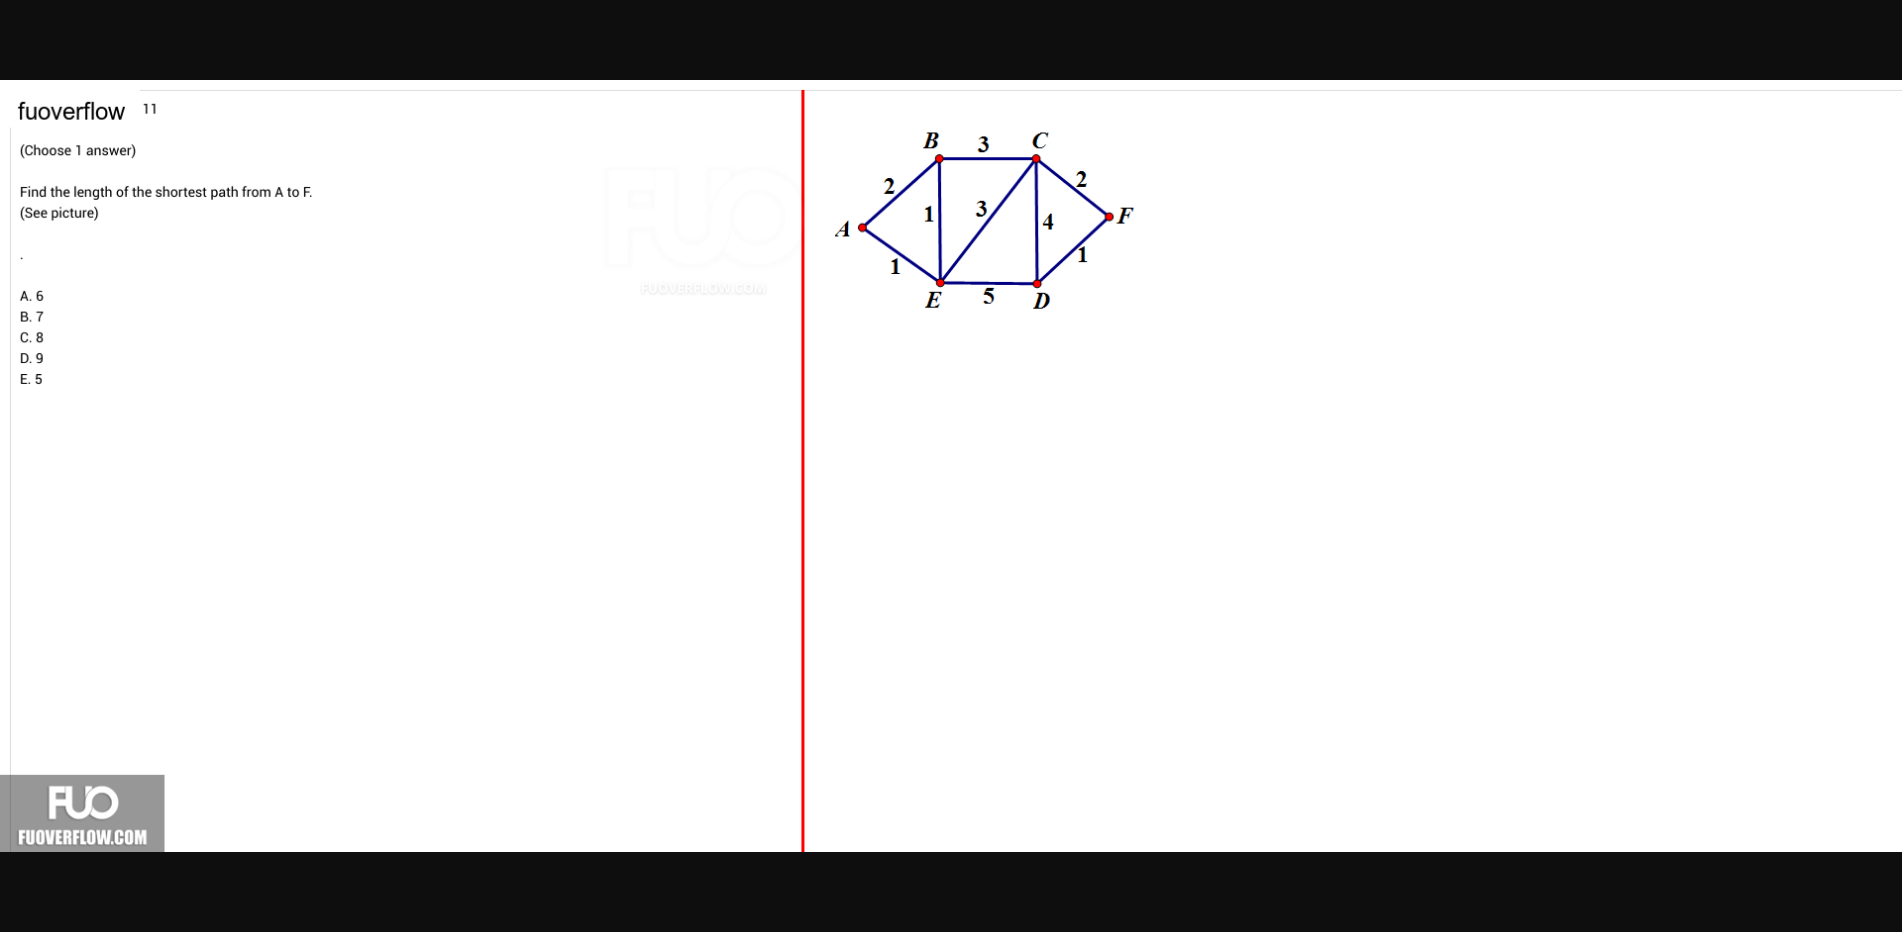 fuoverflow 11
(Choose 1 answer)
Find the length of the shortest path from A to F.
(See picture)
.
A. 6
B. 7
C. 8
D. 9
E. 5
FUO
FUOVERFLOW.COM
B 3 C
2 2
1 3 4 F
A
1 1
E 5 D
FUO
FUOVERFLOW.COM